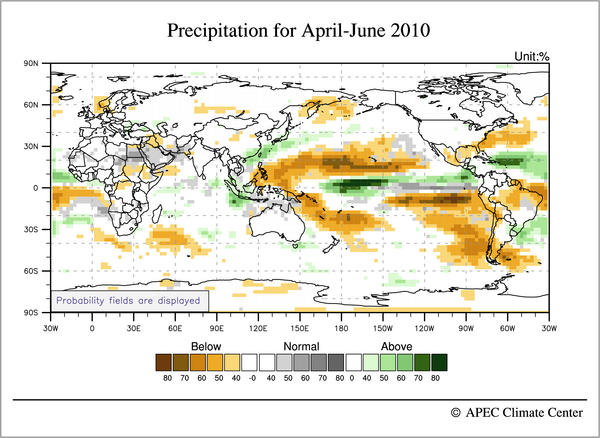 Precipitation for April-June 2010
Unit:%
90N
60N
30N
0
30S
60S
90S
Probability fields are displayed
30W 0 30E 60E 90E 120E 150E 180 150W 120W 90W 60W 30W
Below Normal Above
80 70 60 50 40 -0 40 50 60 70 80 0 40 50 60 70 80
© APEC Climate Center